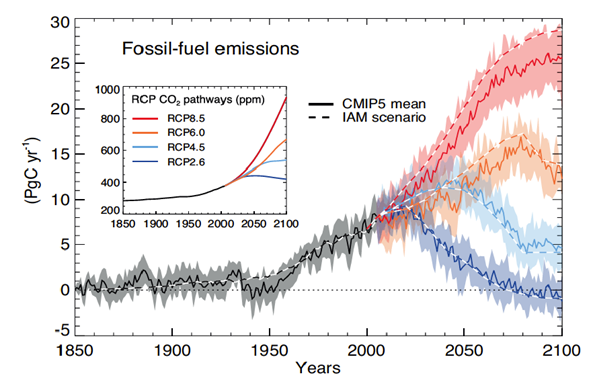 Fossil-fuel emissions
(PgC yr⁻¹)
30
25
20
15
10
5
0
-5
1850
1900
1950
2000
2050
2100
Years
CMIP5 mean
IAM scenario
RCP CO₂ pathways (ppm)
RCP8.5
RCP6.0
RCP4.5
RCP2.6
1000
800
600
400
200
1850 1900 1950 2000 2050 2100